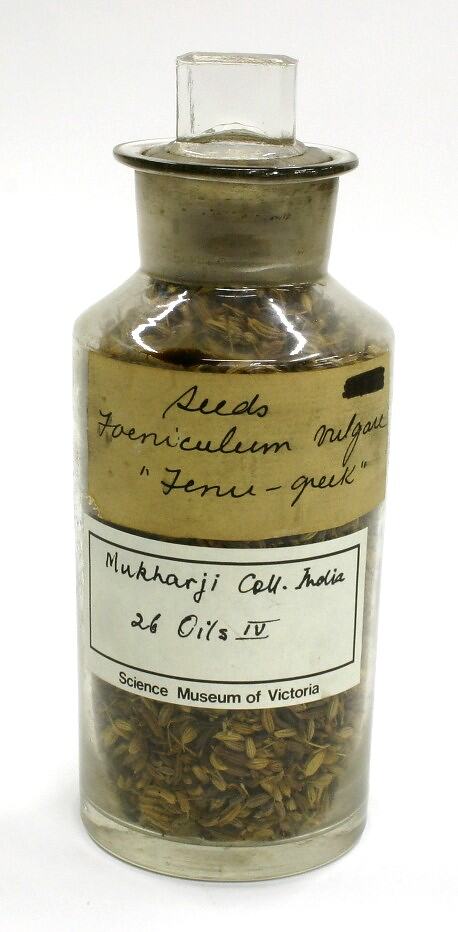 Seeds
Foeniculum vulgare
"Fenu-greek"
Mukharji Coll. India
26 Oils IV
Science Museum of Victoria